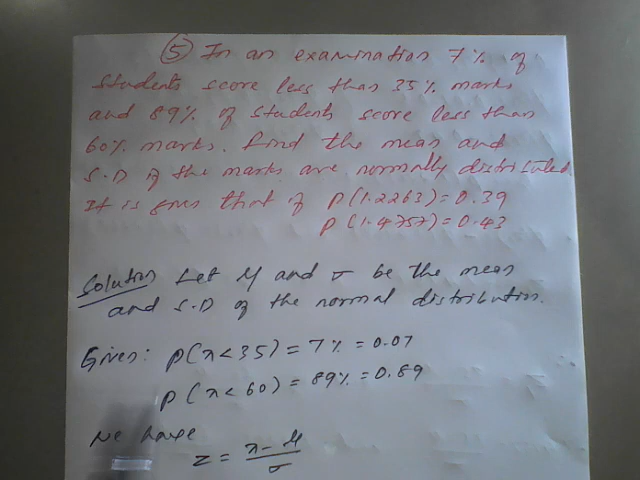 ⑤ In an examination 7% of
students score less than 35% marks
and 89% of students score less than
60% marks. find the mean and
S.D if the marks are normally distributed.
It is given that if P(1.2263) = 0.39
P(1.4757) = 0.43
Solution Let μ and σ be the mean
and S.D of the normal distribution.
Given: P(x<35) = 7% = 0.07
P(x<60) = 89% = 0.89
We have
z = x-μ/σ